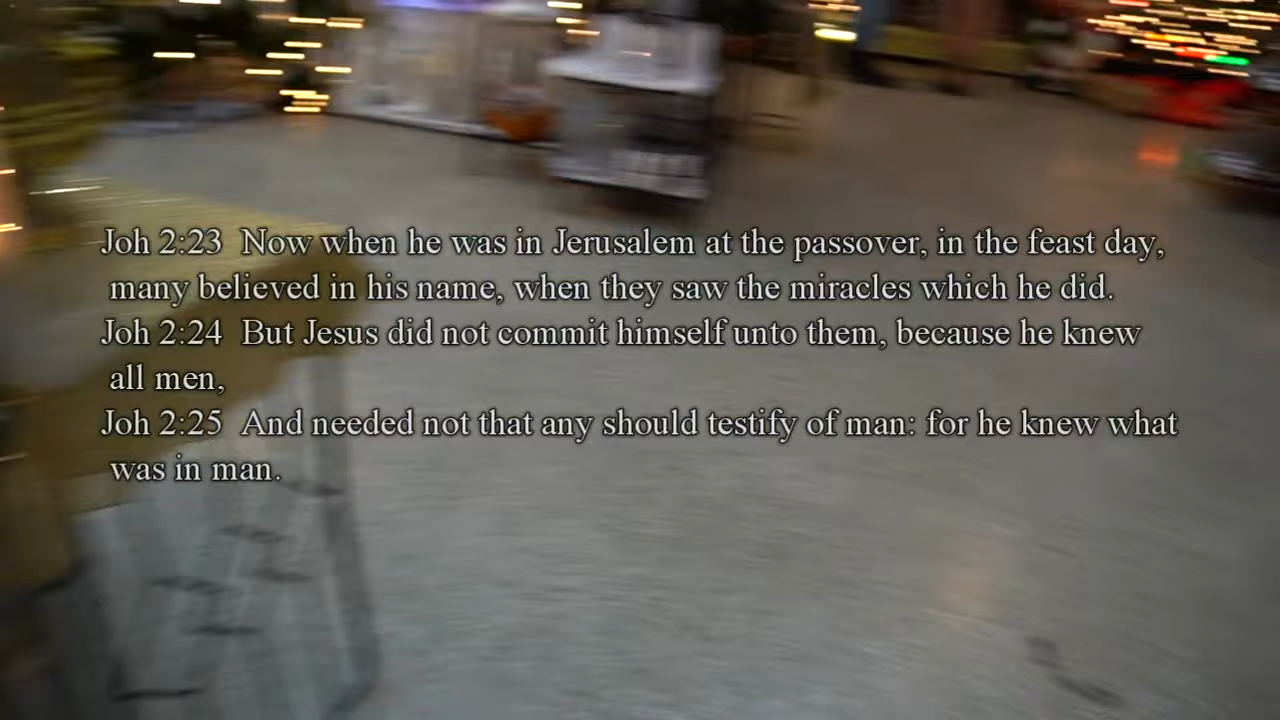 Joh 2:23 Now when he was in Jerusalem at the passover, in the feast day,
many believed in his name, when they saw the miracles which he did.
Joh 2:24 But Jesus did not commit himself unto them, because he knew
all men,
Joh 2:25 And needed not that any should testify of man: for he knew what
was in man.